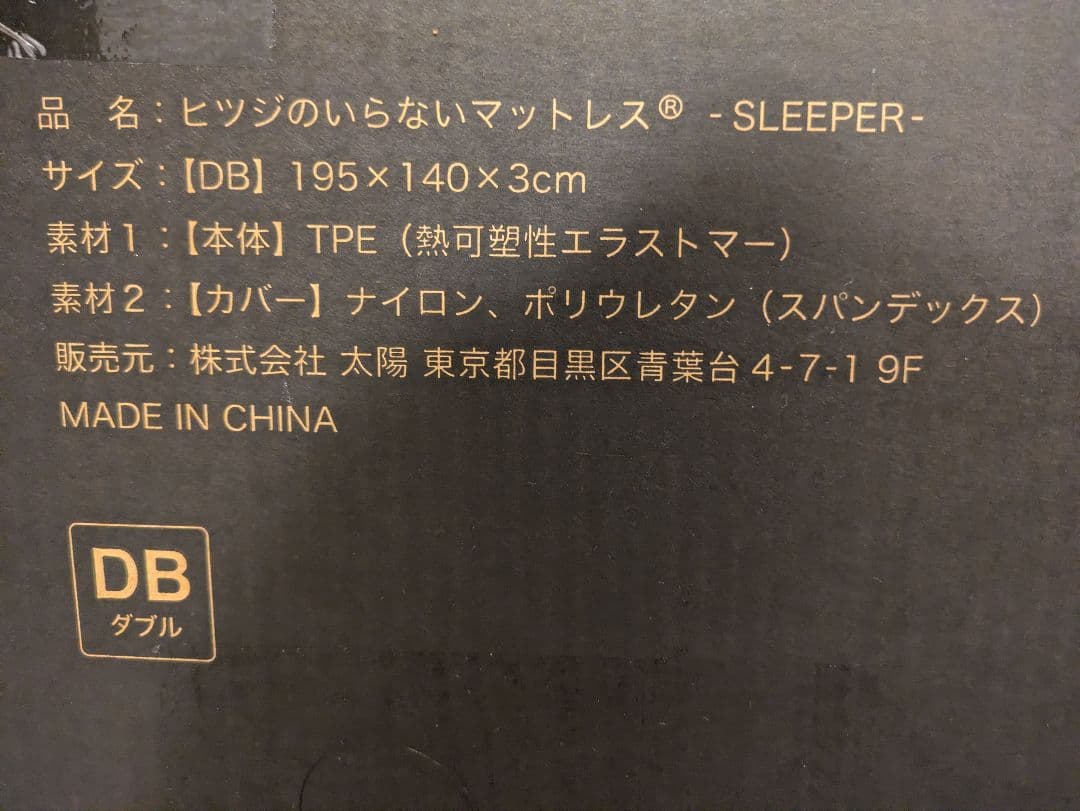 品　名：ヒツジのいらないマットレス® -SLEEPER-
サイズ：【DB】195×140×3cm
素材1：【本体】TPE（熱可塑性エラストマー）
素材2：【カバー】ナイロン、ポリウレタン（スパンデックス）
販売元：株式会社 太陽 東京都目黒区青葉台4-7-1 9F
MADE IN CHINA
DB
ダブル